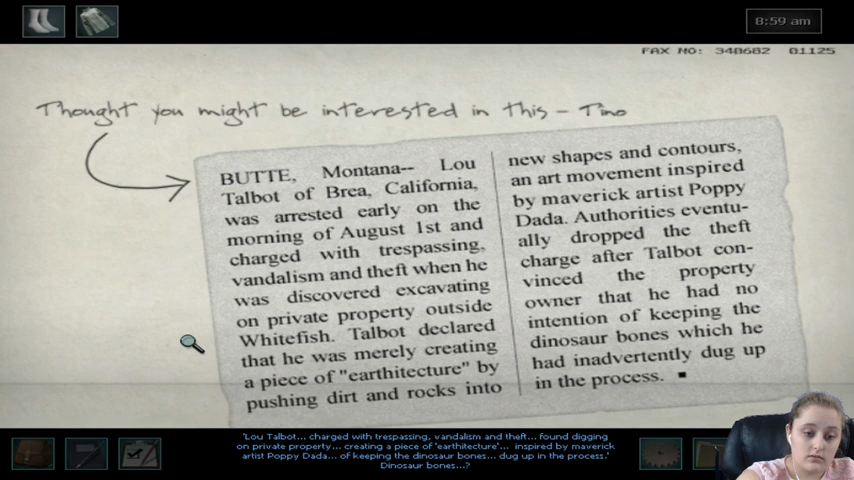 8:59 am
FAX NO: 340682 01125
Thought you might be interested in this - Tino
BUTTE, Montana-- Lou
Talbot of Brea, California,
was arrested early on the
morning of August 1st and
charged with trespassing,
vandalism and theft when he
was discovered excavating
on private property outside
Whitefish. Talbot declared
that he was merely creating
a piece of "earthitecture" by
pushing dirt and rocks into
new shapes and contours,
an art movement inspired
by maverick artist Poppy
Dada. Authorities eventu-
ally dropped the theft
charge after Talbot con-
vinced the property
owner that he had no
intention of keeping the
dinosaur bones which he
had inadvertently dug up
in the process.
'Lou Talbot... charged with trespassing, vandalism and theft... found digging
on private property... creating a piece of 'earthitecture'... inspired by maverick
artist Poppy Dada... of keeping the dinosaur bones... dug up in the process.'
Dinosaur bones...?